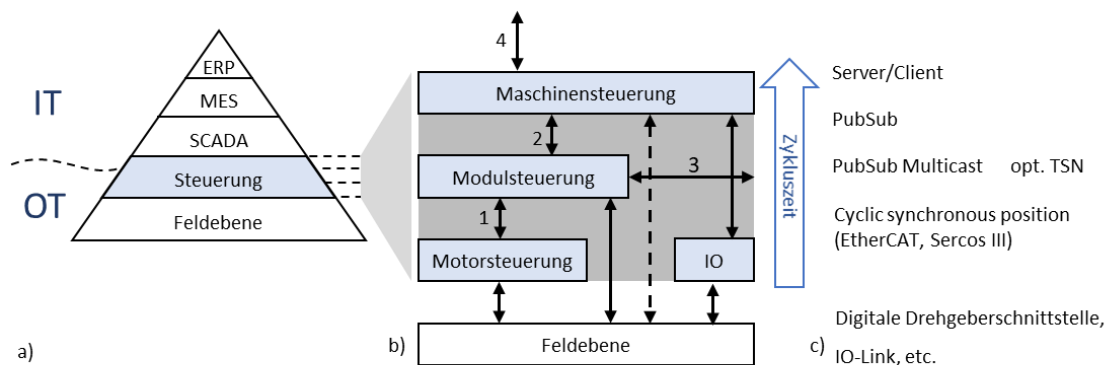 IT
OT
ERP
MES
SCADA
Steuerung
Feldebene
a)
4
Maschinensteuerung
2
Modulsteuerung
3
1
Motorsteuerung
IO
Feldebene
b)
Zykluszeit
Server/Client
PubSub
PubSub Multicast opt. TSN
Cyclic synchronous position
(EtherCAT, Sercos III)
Digitale Drehgeberschnittstelle,
IO-Link, etc.
c)